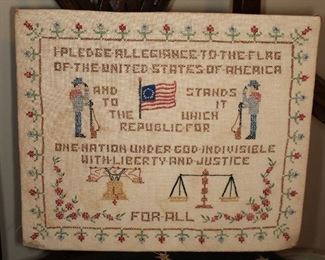 I PLEDGE ALLEGIANCE TO THE FLAG
OF THE UNITED STATES OF AMERICA
AND STANDS
TO IT
THE WHICH
REPUBLIC FOR
ONE NATION UNDER GOD INDIVISIBLE
WITH LIBERTY AND JUSTICE
FOR ALL